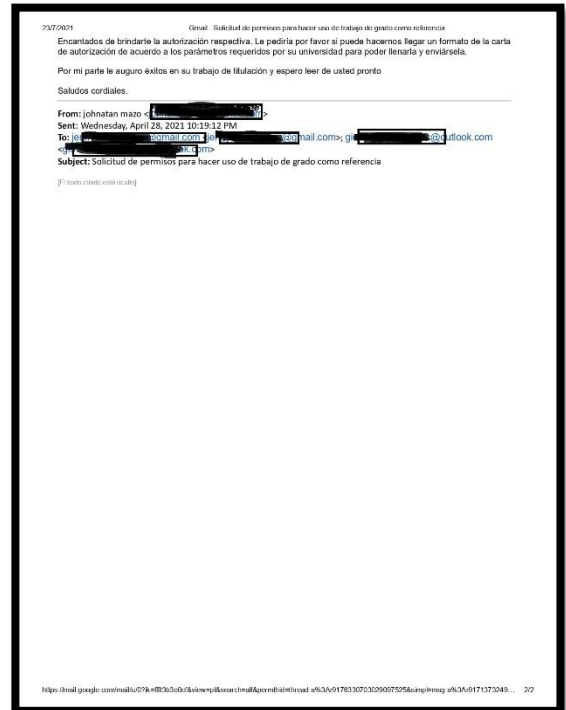 23/7/2021 Gmail - Solicitud de permisos para hacer uso de trabajo de grado como referencia
Encantados de brindarte la autorización respectiva. Le pediría por favor si puede hacernos llegar un formato de la carta
de autorización de acuerdo a los parámetros requeridos por su universidad para poder llenarla y enviársela.
Por mi parte le auguro éxitos en su trabajo de titulación y espero leer de usted pronto
Saludos cordiales.
From: johnatan mazo < >
Sent: Wednesday, April 28, 2021 10:19:12 PM
To: @gmail.com @gmail.com>; @outlook.com
< .com>
Subject: Solicitud de permisos para hacer uso de trabajo de grado como referencia
[El texto citado está oculto]
2/2